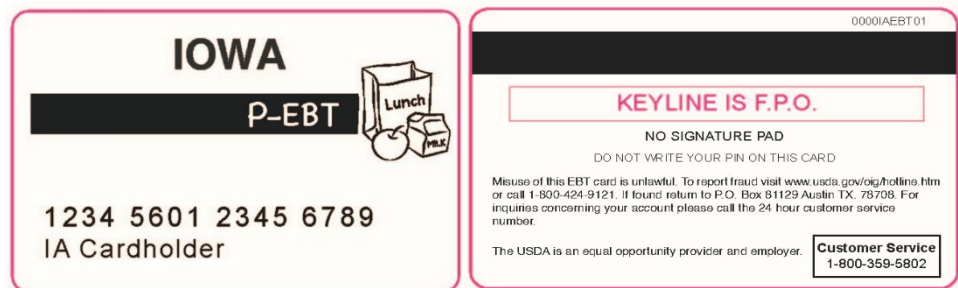 IOWA
P-EBT
Lunch
MILK
1234 5601 2345 6789
IA Cardholder
0000IAEBT01
KEYLINE IS F.P.O.
NO SIGNATURE PAD
DO NOT WRITE YOUR PIN ON THIS CARD
Misuse of this EBT card is unlawful. To report fraud visit www.usda.gov/oig/hotline.htm
or call 1-800-424-9121. If found return to P.O. Box 81129 Austin TX. 78708. For
inquiries concerning your account please call the 24 hour customer service
number.
The USDA is an equal opportunity provider and employer.
Customer Service
1-800-359-5802